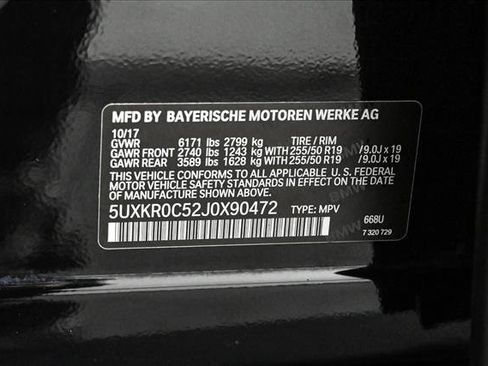 MFD BY BAYERISCHE MOTOREN WERKE AG
10/17
GVWR 6171 lbs 2799 kg TIRE / RIM
GAWR FRONT 2740 lbs 1243 kg WITH 255/50 R19 /9.0J x 19
GAWR REAR 3589 lbs 1628 kg WITH 255/50 R19 /9.0J x 19
THIS VEHICLE CONFORMS TO ALL APPLICABLE U. S. FEDERAL
MOTOR VEHICLE SAFETY STANDARDS IN EFFECT ON THE DATE OF
MANUFACTURE SHOWN ABOVE.
5UXKR0C52J0X90472 TYPE: MPV
668U
7 320 729